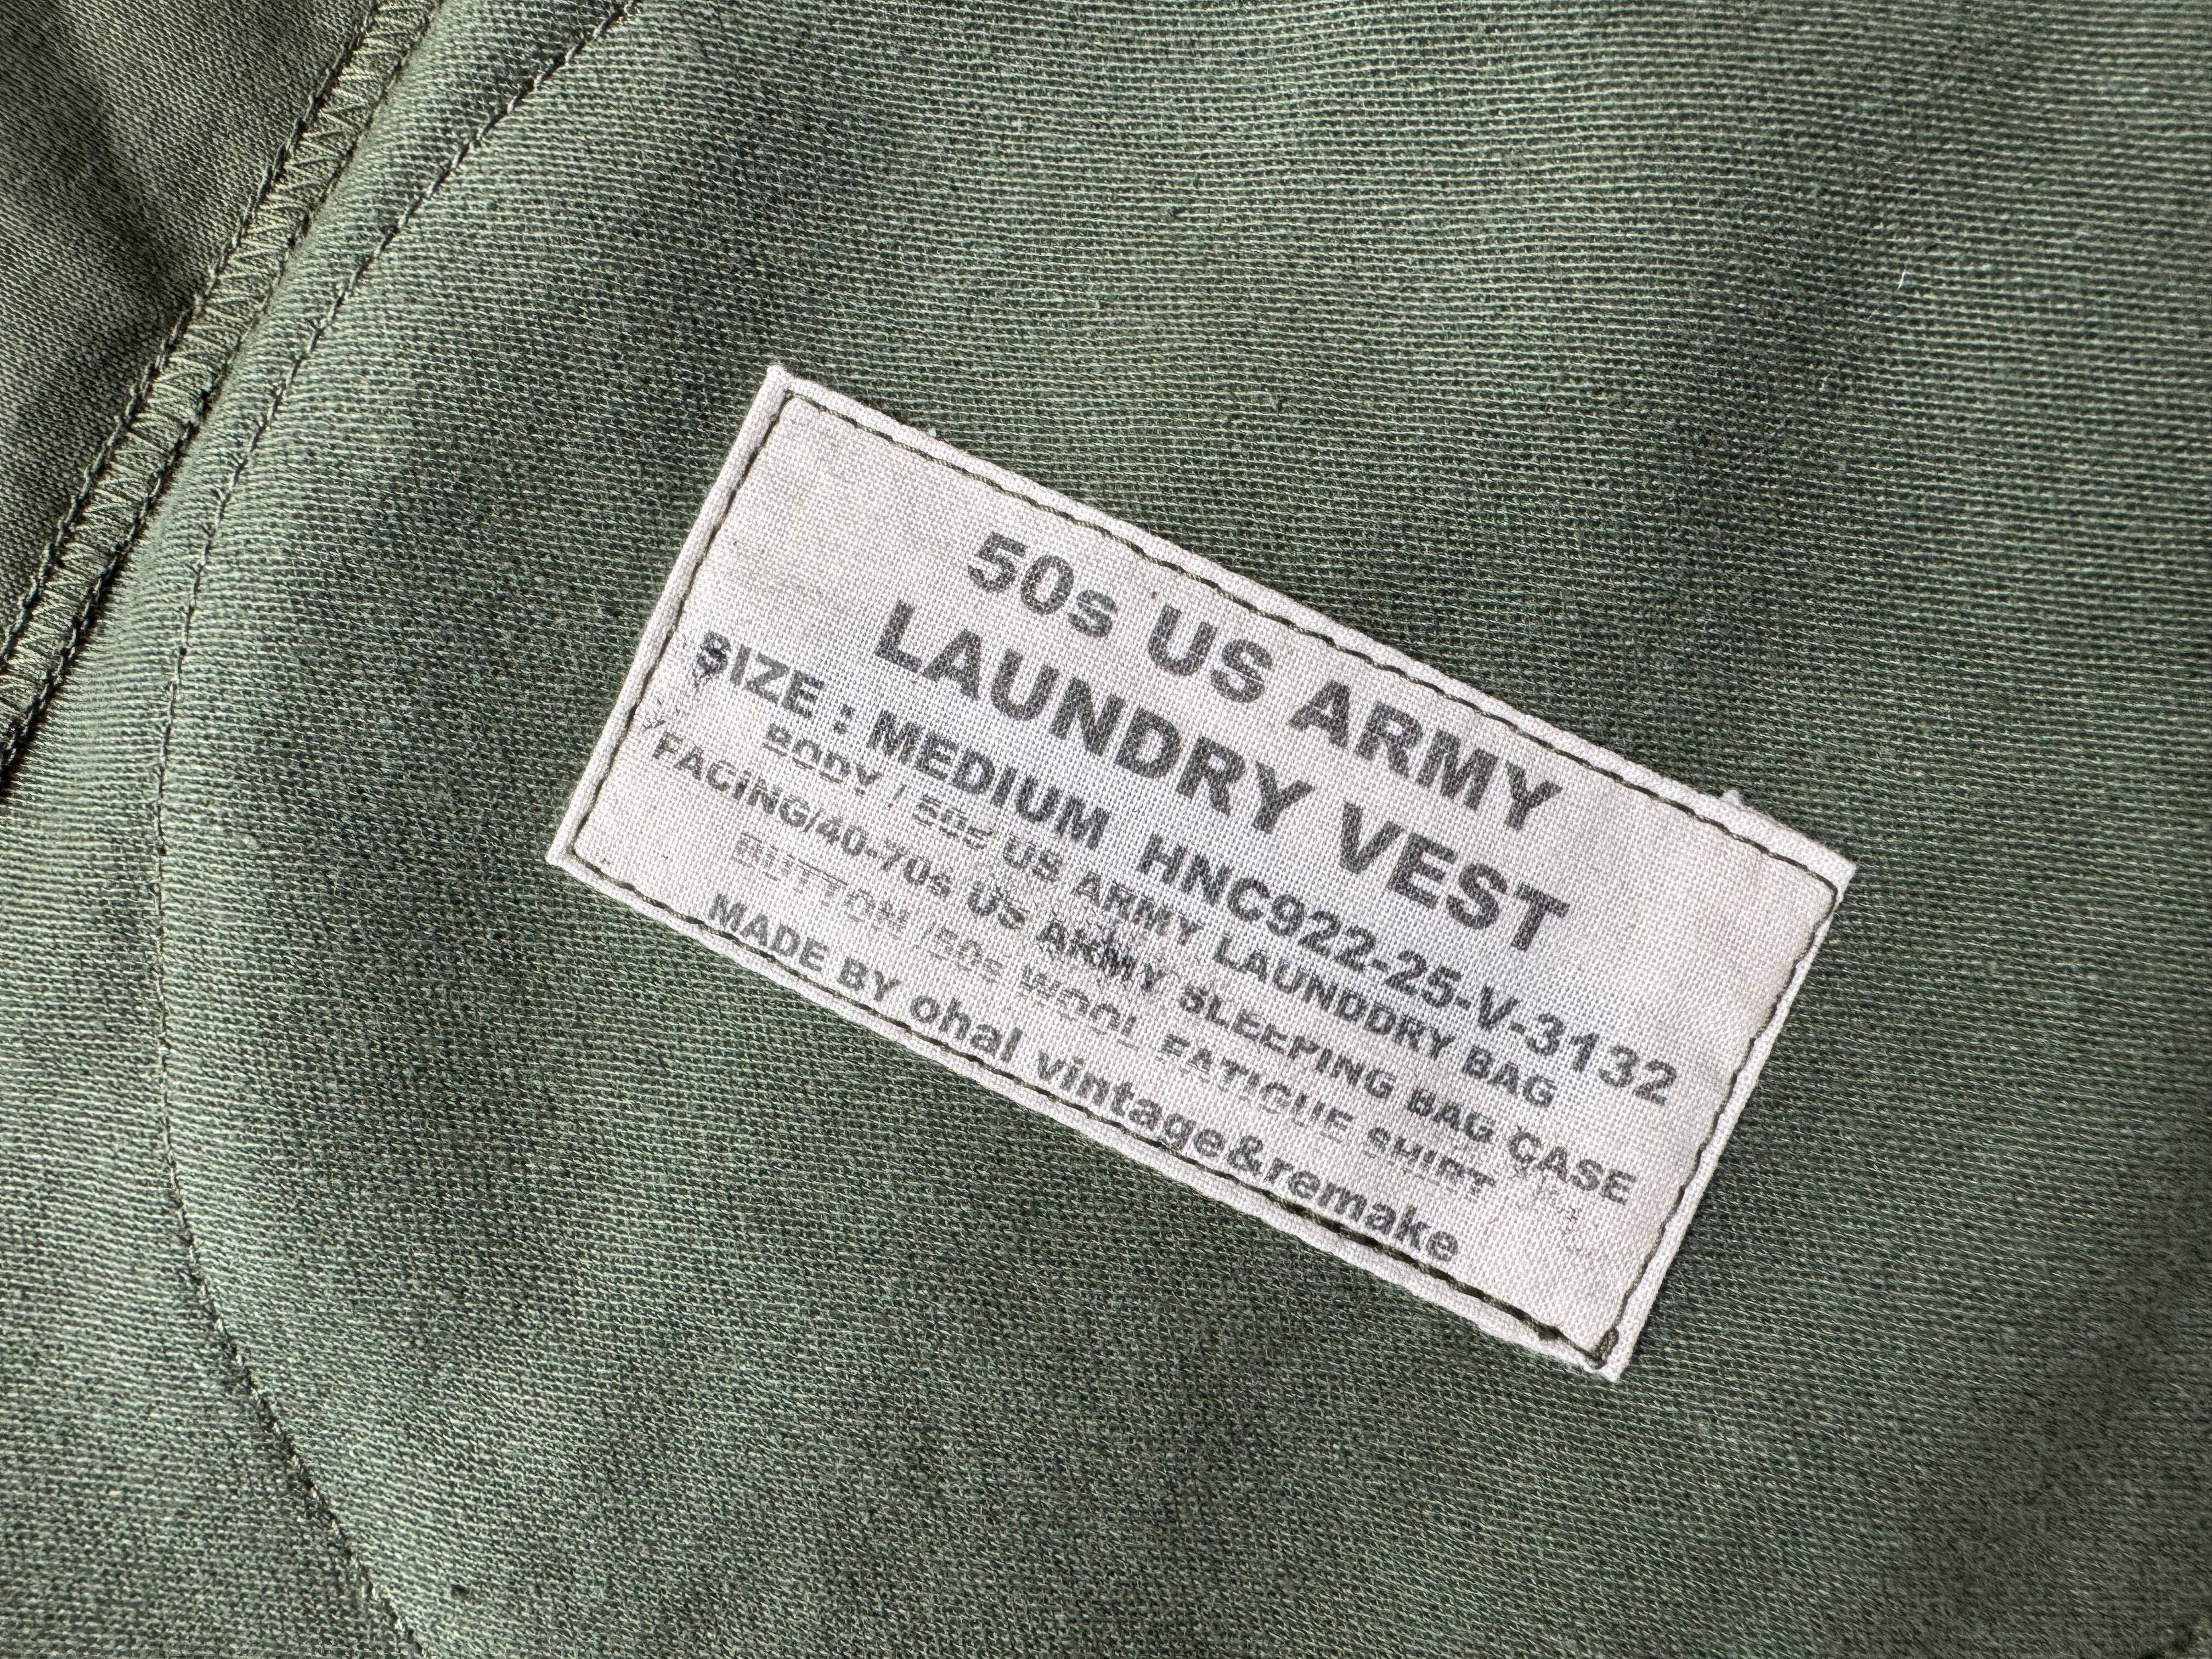 50s US ARMY
LAUNDRY VEST
SIZE : MEDIUM HNC922-25-V-3132
BODY / 50s US ARMY LAUNDDRY BAG
FACiNG/40-70s US ARMY SLEEPING BAG CASE
BUTTON /50s WOOL FATIGUE SHIRT
MADE BY ohal vintage&remake